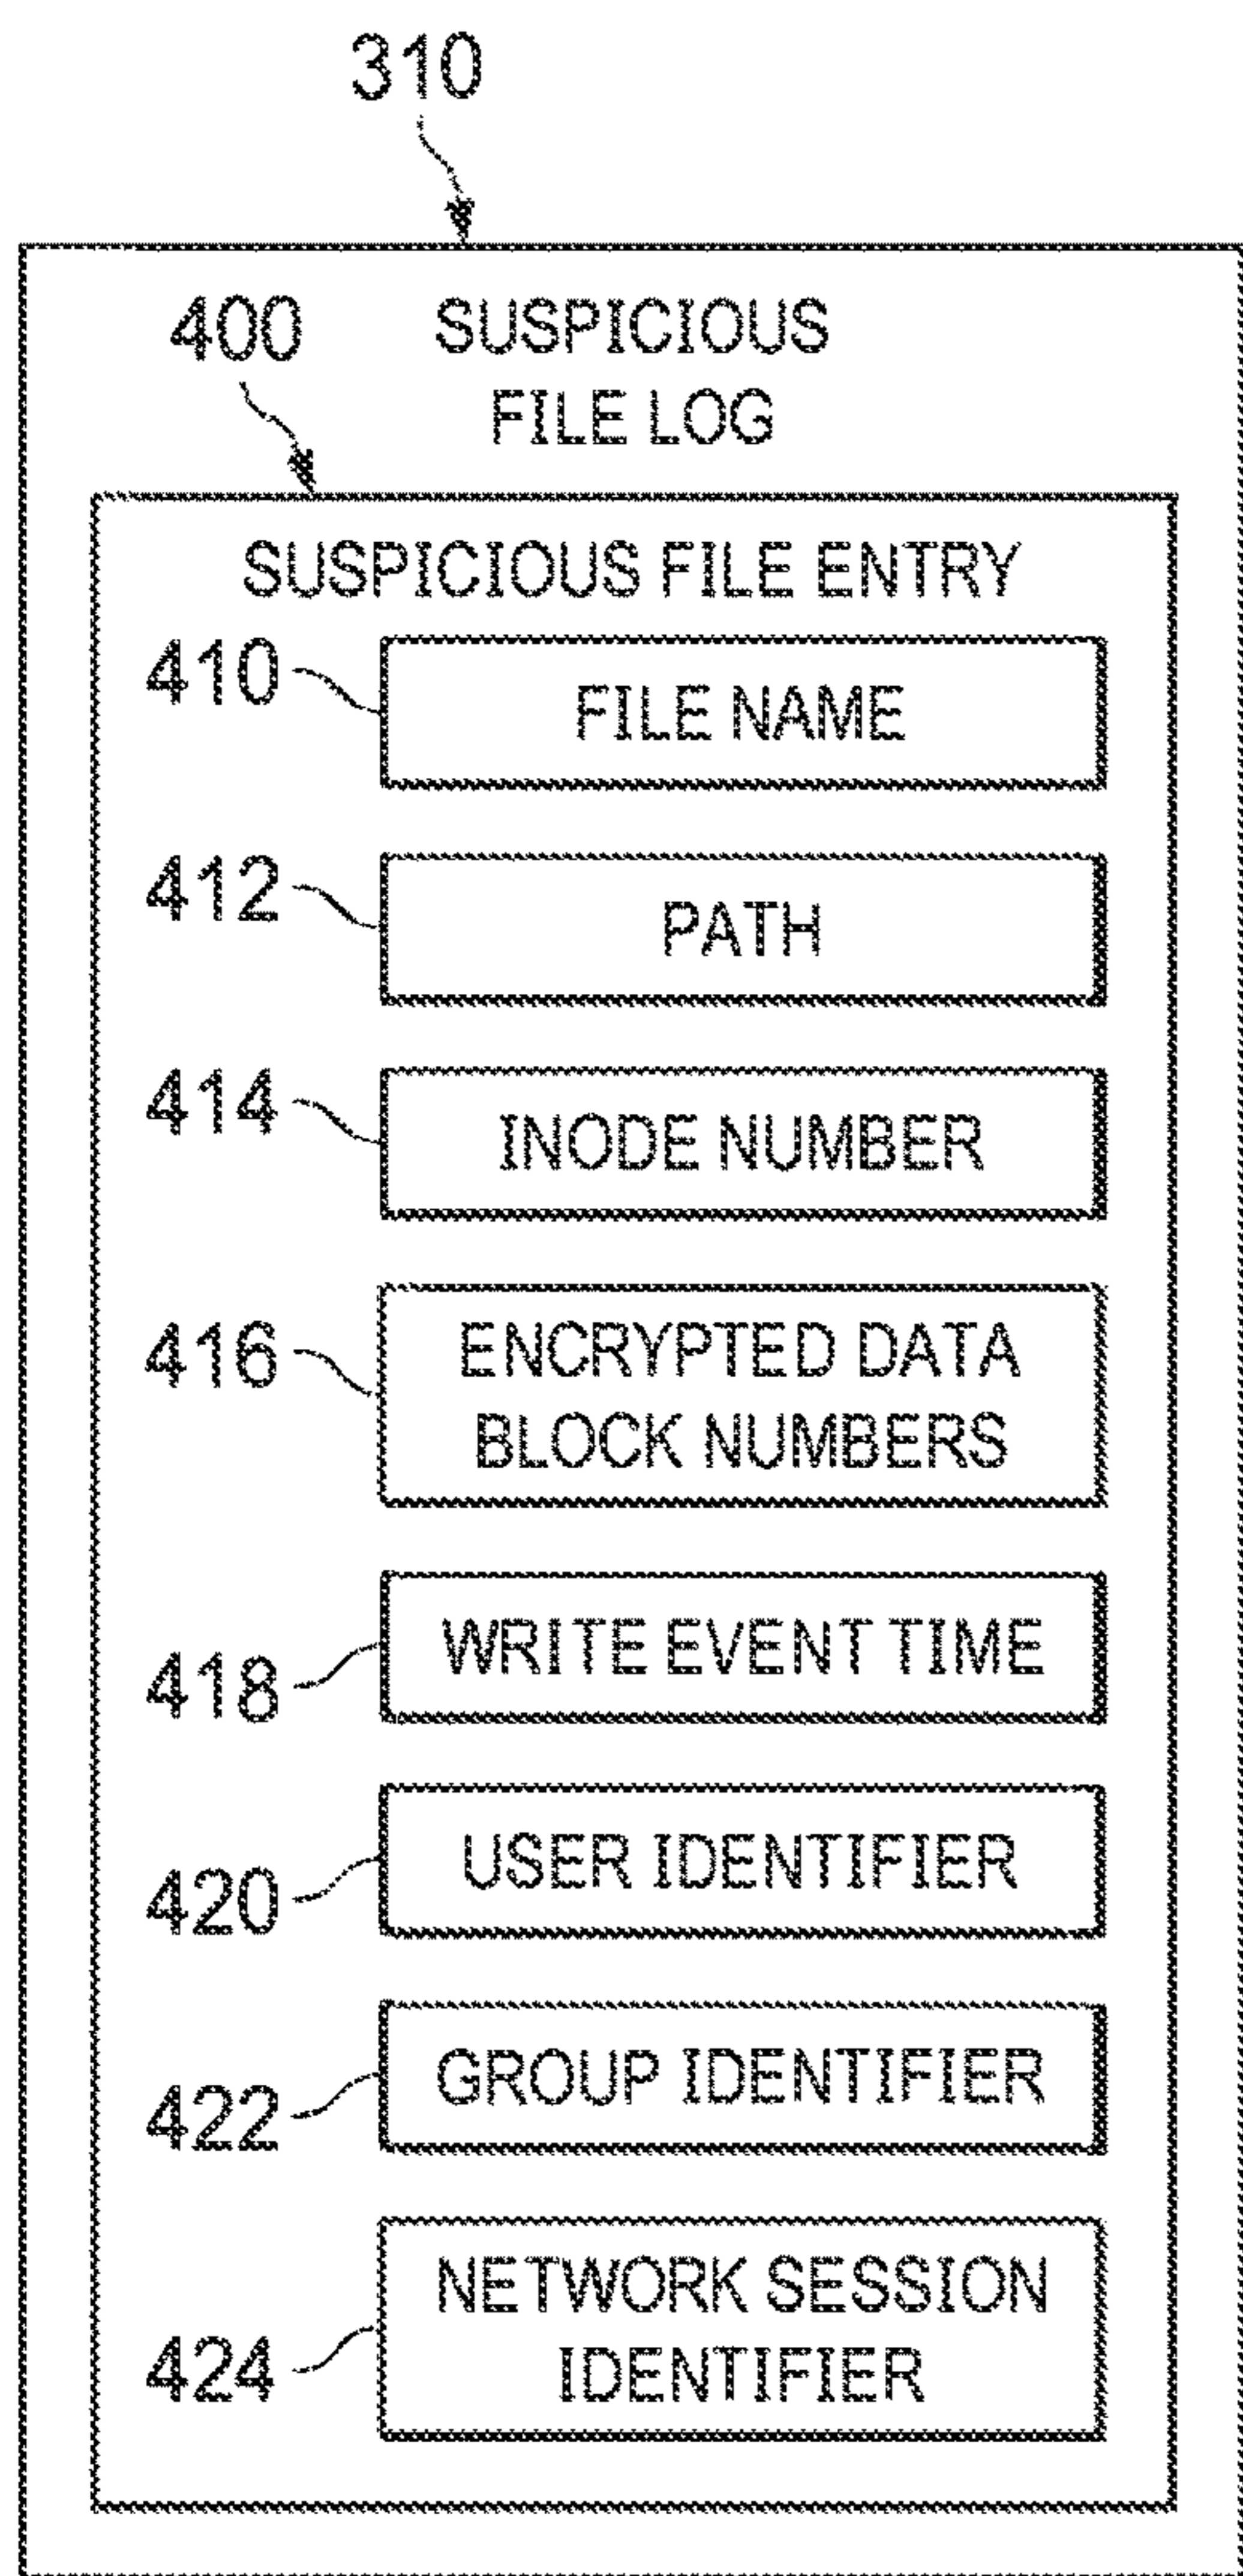 310
400
SUSPICIOUS
FILE LOG
SUSPICIOUS FILE ENTRY
410
FILE NAME
412
PATH
414
INODE NUMBER
416
ENCRYPTED DATA
BLOCK NUMBERS
418
WRITE EVENT TIME
420
USER IDENTIFIER
422
GROUP IDENTIFIER
424
NETWORK SESSION
IDENTIFIER